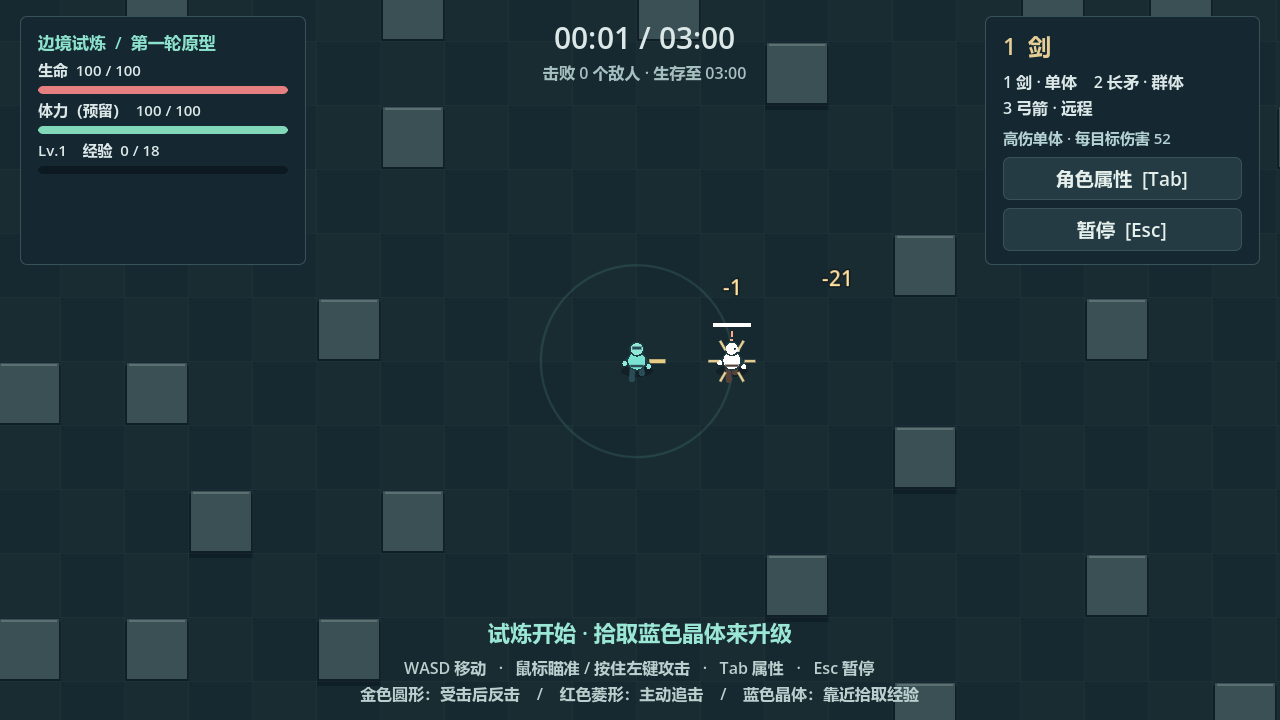 边境试炼 / 第一轮原型
生命 100 / 100
体力（预留） 100 / 100
Lv.1 经验 0 / 18
00:01 / 03:00
击败 0 个敌人 · 生存至 03:00
1 剑
1 剑 · 单体 2 长矛 · 群体
3 弓箭 · 远程
高伤单体 · 每目标伤害 52
角色属性 [Tab]
暂停 [Esc]
-1
-21
试炼开始 · 拾取蓝色晶体来升级
WASD 移动 · 鼠标瞄准 / 按住左键攻击 · Tab 属性 · Esc 暂停
金色圆形：受击后反击 / 红色菱形：主动追击 / 蓝色晶体：靠近拾取经验